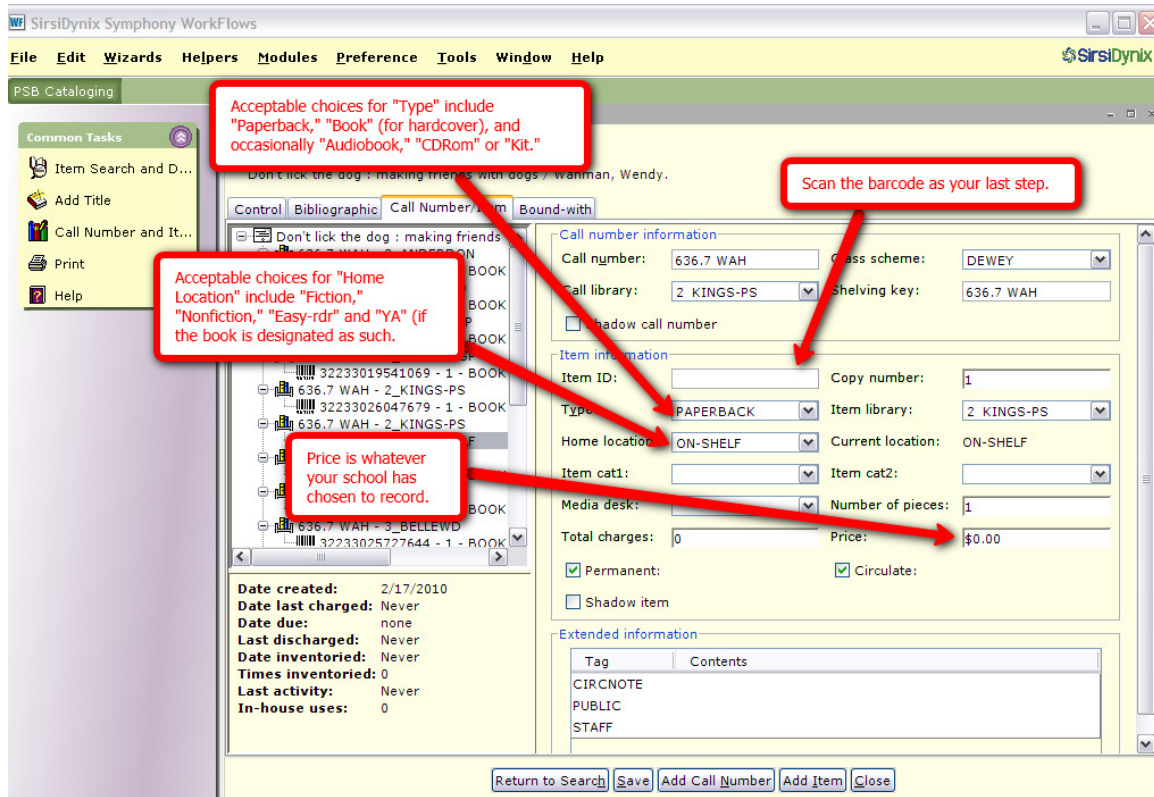 WF SirsiDynix Symphony WorkFlows
File Edit Wizards Helpers Modules Preference Tools Window Help
SirsiDynix
PSB Cataloging
Common Tasks
Item Search and D...
Add Title
Call Number and It...
Print
Help
Acceptable choices for "Type" include
"Paperback," "Book" (for hardcover), and
occasionally "Audiobook," "CDRom" or "Kit."
Don't lick the dog : making friends with dogs / Wahman, Wendy.
Scan the barcode as your last step.
Control Bibliographic Call Number/Item Bound-with
Don't lick the dog : making friends
BOOK
BOOK
BOOK
Acceptable choices for "Home
Location" include "Fiction,"
"Nonfiction," "Easy-rdr" and "YA" (if
the book is designated as such.
32233019541069 - 1 - BOOK
636.7 WAH - 2_KINGS-PS
32233026047679 - 1 - BOOK
636.7 WAH - 2_KINGS-PS
Price is whatever
your school has
chosen to record.
BOOK
636.7 WAH - 3_BELLEWD
32233025727644 - 1 - BOOK
Date created: 2/17/2010
Date last charged: Never
Date due: none
Last discharged: Never
Date inventoried: Never
Times inventoried: 0
Last activity: Never
In-house uses: 0
Call number information
Call number: 636.7 WAH
scheme: DEWEY
Call library: 2_KINGS-PS Shelving key: 636.7 WAH
Shadow call number
Item information
Item ID: Copy number: 1
Type PAPERBACK Item library: 2_KINGS-PS
Home location ON-SHELF Current location: ON-SHELF
Item cat1: Item cat2:
Media desk: Number of pieces: 1
Total charges: 0 Price: $0.00
Permanent: Circulate:
Shadow item
Extended information
Tag Contents
CIRCNOTE
PUBLIC
STAFF
Return to Search Save Add Call Number Add Item Close